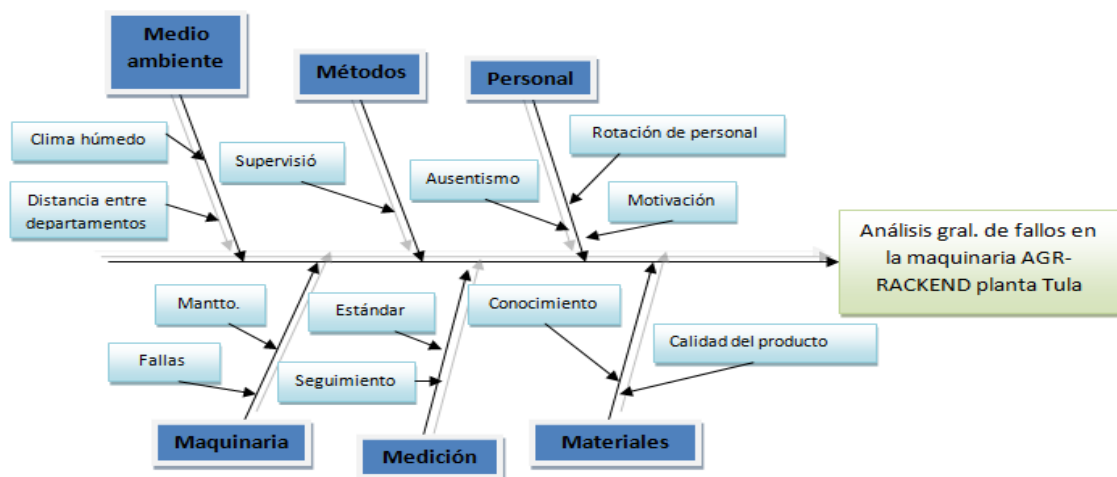 Medio
ambiente
Métodos
Personal
Clima húmedo
Distancia entre
departamentos
Supervisió
Ausentismo
Rotación de personal
Motivación
Análisis gral. de fallos en
la maquinaria AGR-
RACKEND planta Tula
Mantto.
Fallas
Estándar
Seguimiento
Conocimiento
Calidad del producto
Maquinaria
Medición
Materiales